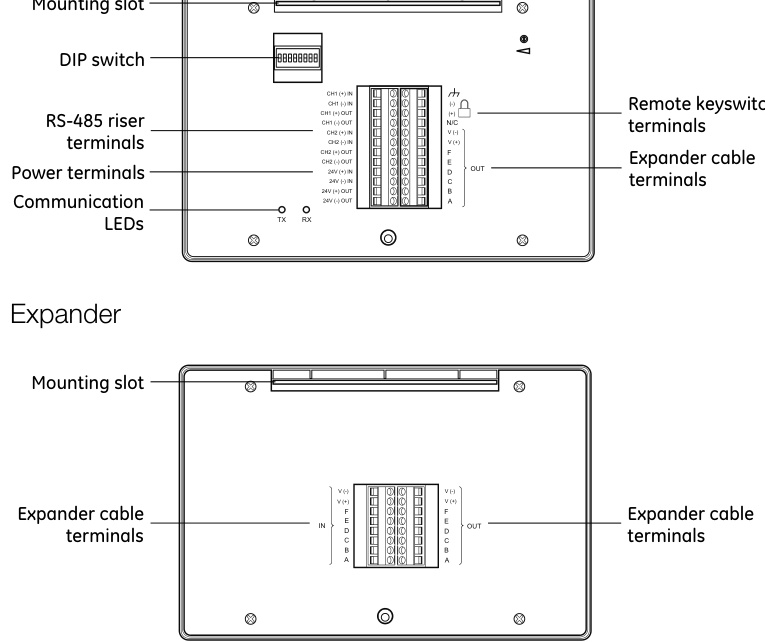 Mounting slot
DIP switch
RS-485 riser
terminals
Power terminals
Communication
LEDs
CH1 (+) IN
CH1 (-) IN
CH1 (+) OUT
CH1 (-) OUT
CH2 (+) IN
CH2 (-) IN
CH2 (+) OUT
CH2 (-) OUT
24V (+) IN
24V (-) IN
24V (+) OUT
24V (-) OUT
TX RX
(-)
(+)
N/C
V (-)
V (+)
F
E
D
C
B
A
OUT
Remote keyswitc
terminals
Expander cable
terminals
Expander
Mounting slot
Expander cable
terminals
IN
V (-)
V (+)
F
E
D
C
B
A
V (-)
V (+)
F
E
D
C
B
A
OUT
Expander cable
terminals